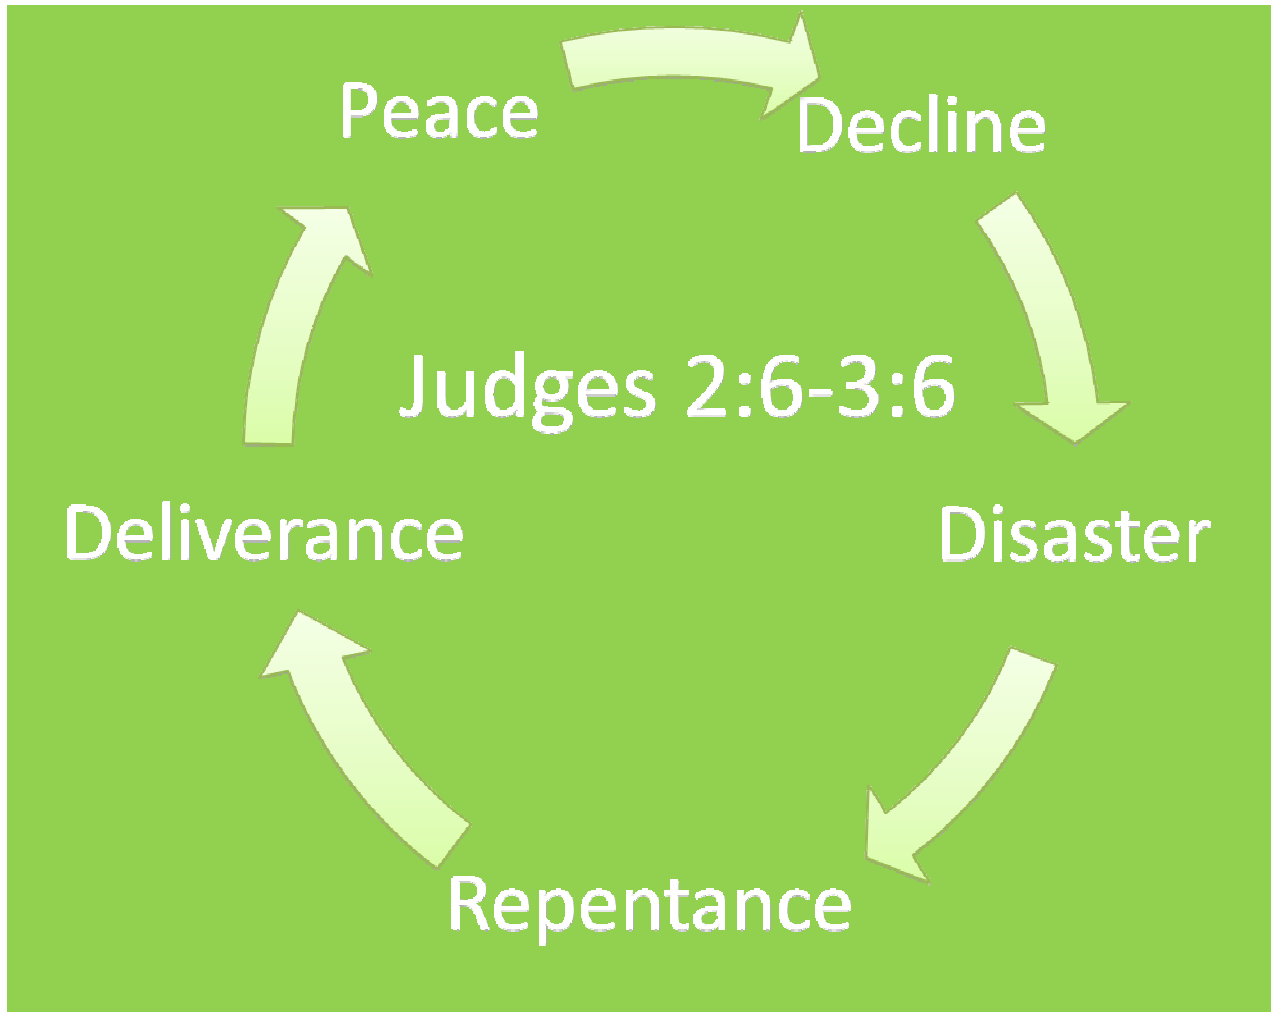 Peace
Decline
Judges 2:6-3:6
Deliverance
Disaster
Repentance